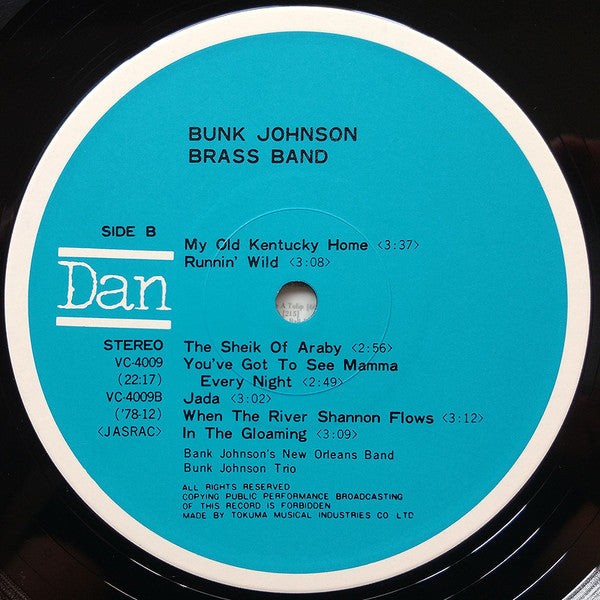 BUNK JOHNSON
BRASS BAND
SIDE B
My Old Kentucky Home <3:37>
Runnin' Wild <3:08>
Dan
The Sheik Of Araby <2:56>
You've Got To See Mamma
Every Night <2:49>
Jada <3:02>
When The River Shannon Flows <3:12>
In The Gloaming <3:09>
STEREO
VC-4009
(22:17)
VC-4009B
('78·12)
<JASRAC>
Bank Johnson's New Orleans Band
Bunk Johnson Trio
ALL RIGHTS RESERVED
COPYING PUBLIC PERFORMANCE BROADCASTING
OF THIS RECORD IS FORBIDDEN
MADE BY TOKUMA MUSICAL INDUSTRIES CO LTD.